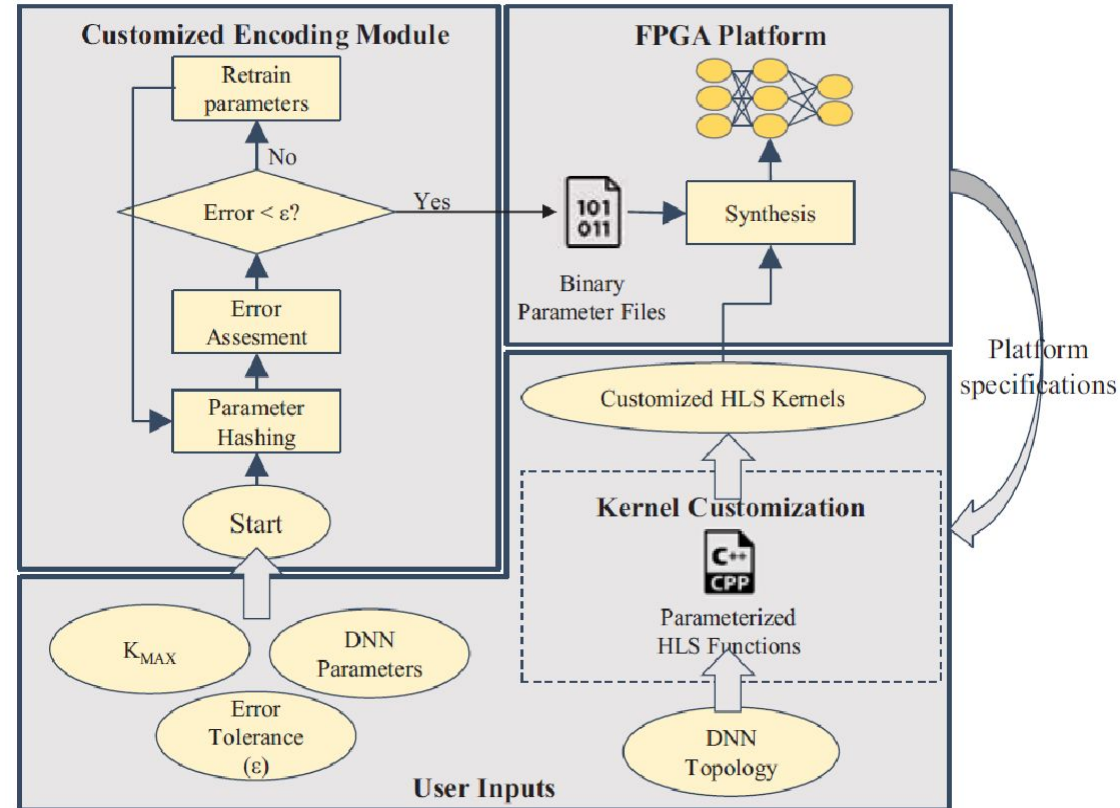 Customized Encoding Module
Retrain
parameters
No
Error < ε?
Yes
Error
Assesment
Parameter
Hashing
Start
FPGA Platform
101
011
Binary
Parameter Files
Synthesis
Platform
specifications
Customized HLS Kernels
Kernel Customization
C++
CPP
Parameterized
HLS Functions
K_MAX
DNN
Parameters
Error
Tolerance
(ε)
DNN
Topology
User Inputs